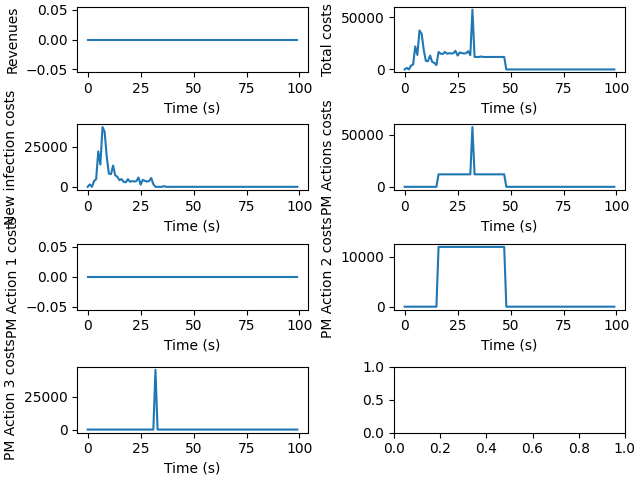 Revenues
0.05
0.00
−0.05
0 25 50 75 100
Time (s)
Total costs
50000
0
0 25 50 75 100
Time (s)
New infection costs
25000
0
0 25 50 75 100
Time (s)
PM Actions costs
50000
0
0 25 50 75 100
Time (s)
PM Action 1 costs
0.05
0.00
−0.05
0 25 50 75 100
Time (s)
PM Action 2 costs
10000
0
0 25 50 75 100
Time (s)
PM Action 3 costs
25000
0
0 25 50 75 100
Time (s)
1.0
0.5
0.0
0.0 0.2 0.4 0.6 0.8 1.0